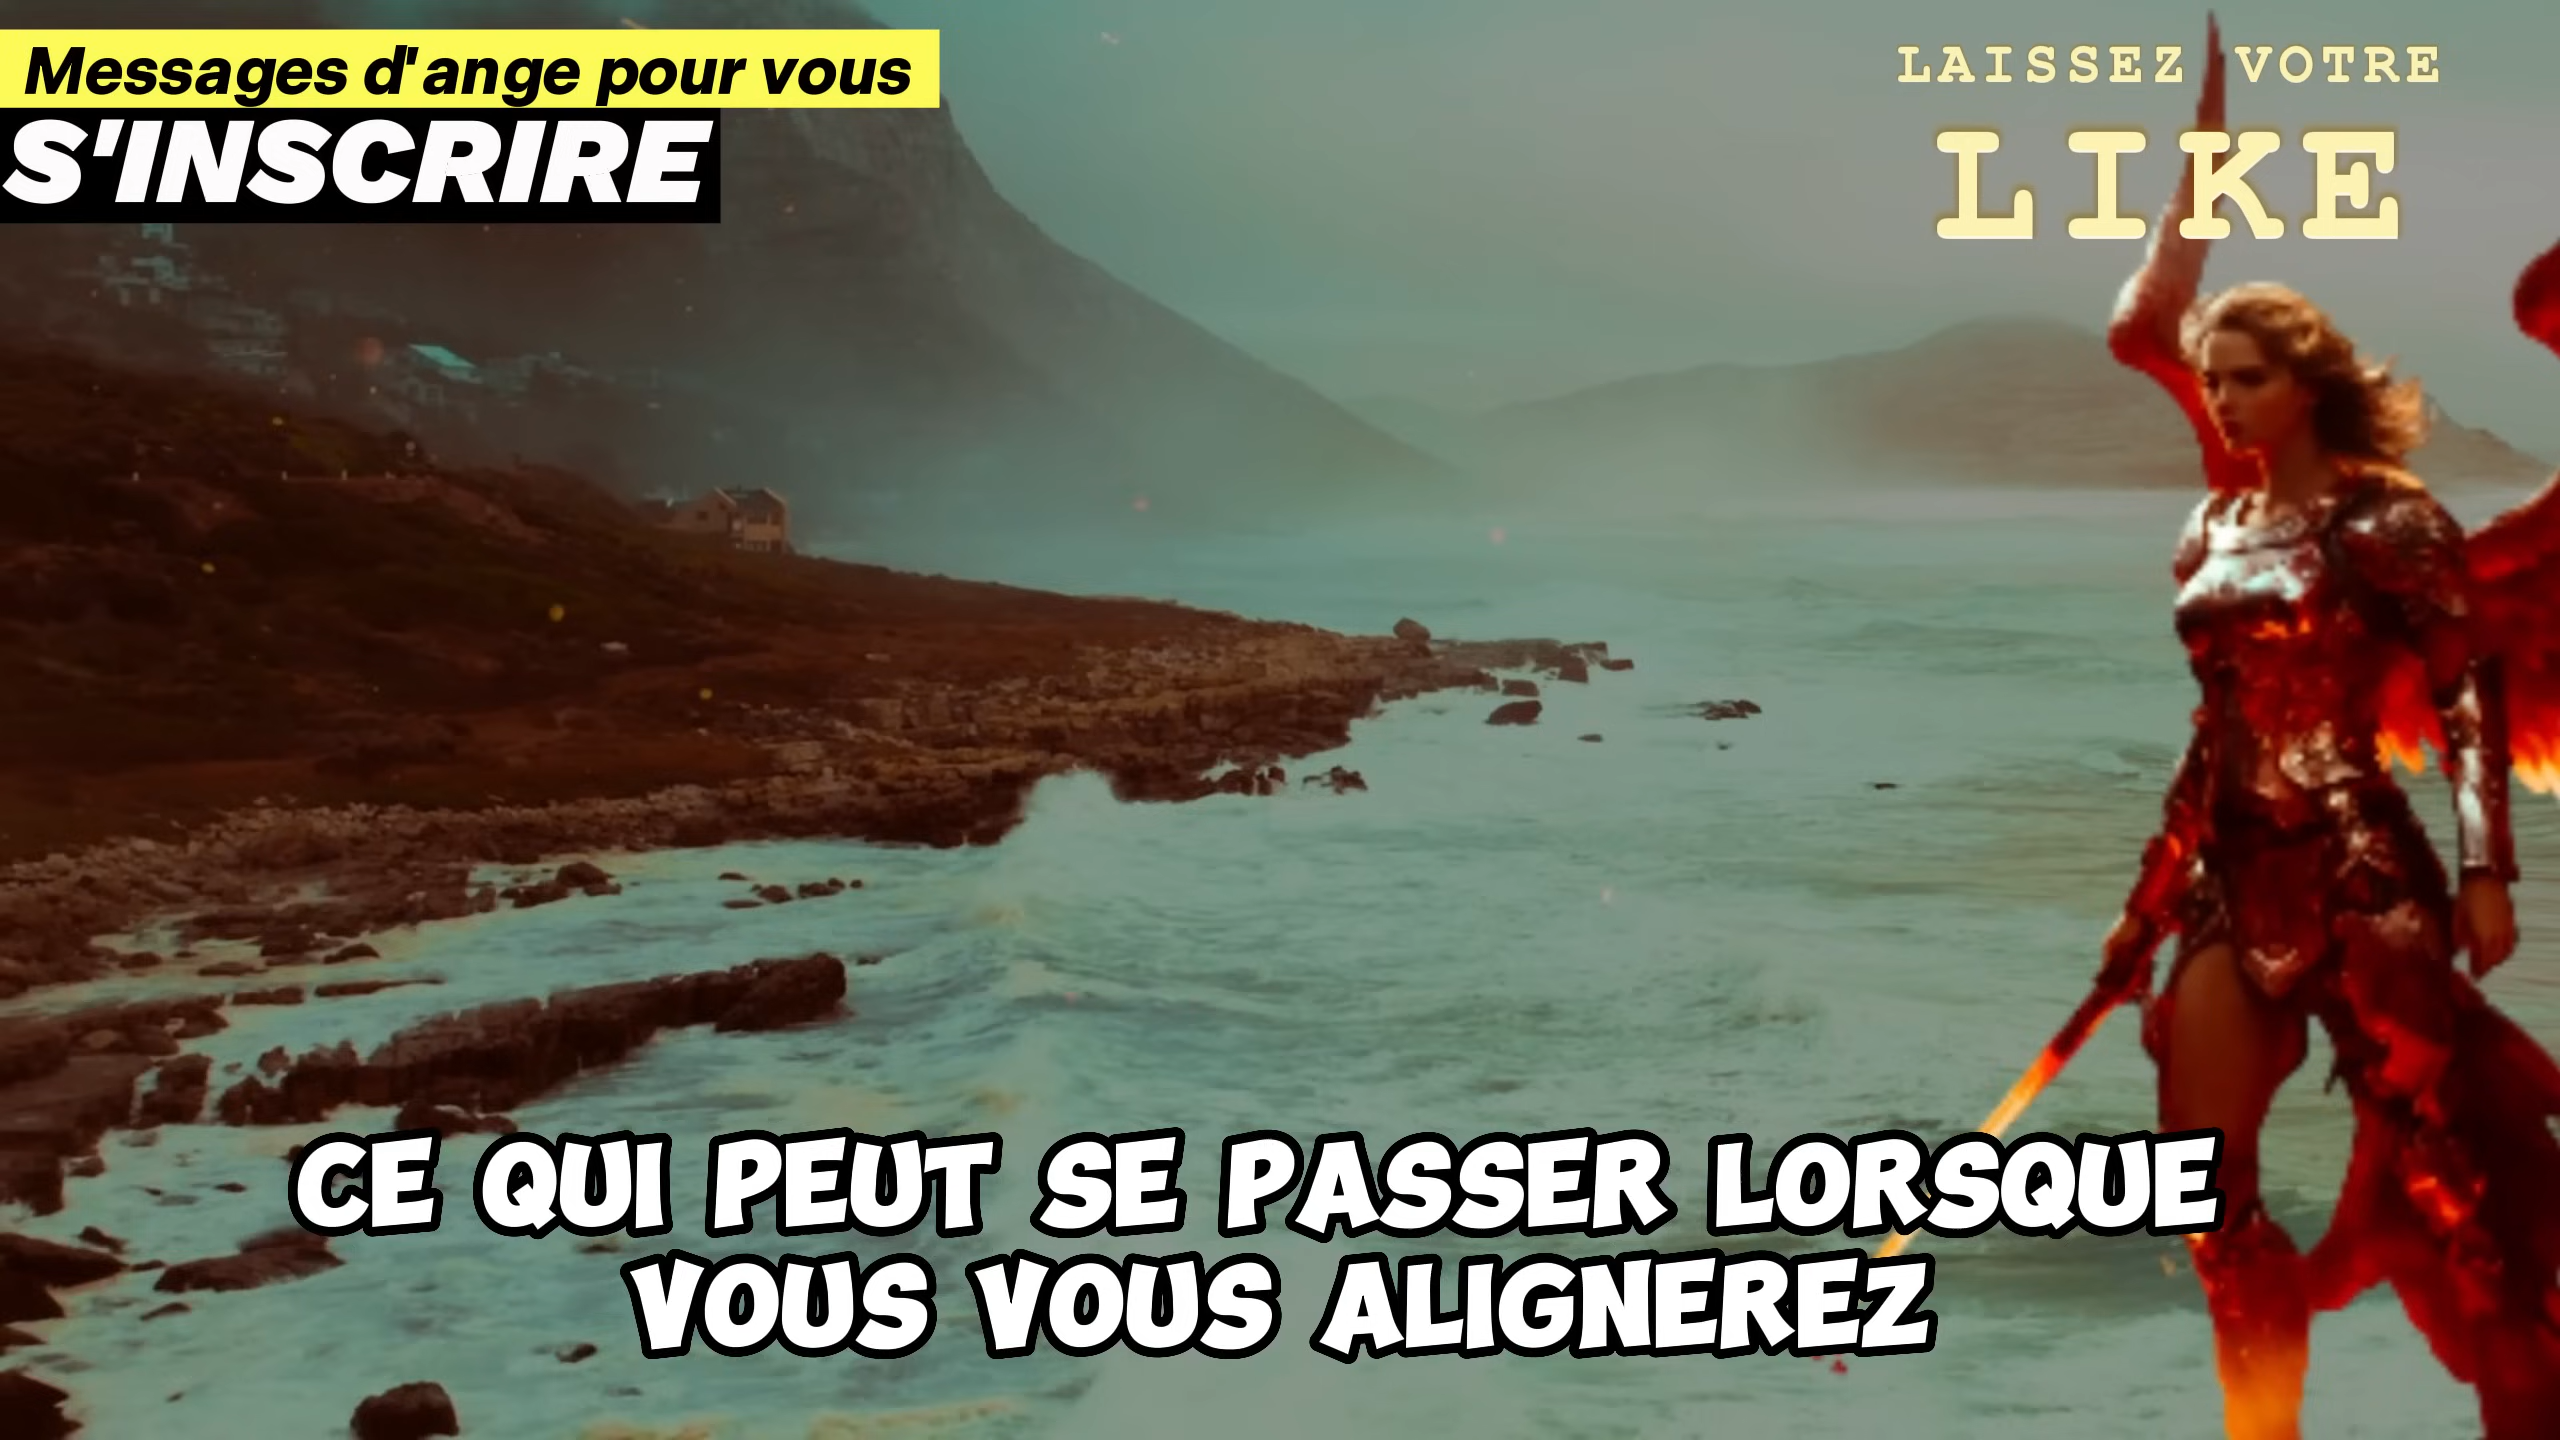 Messages d'ange pour vous
S'INSCRIRE
LAISSEZ VOTRE
LIKE
CE QUI PEUT SE PASSER LORSQUE
VOUS VOUS ALIGNEREZ